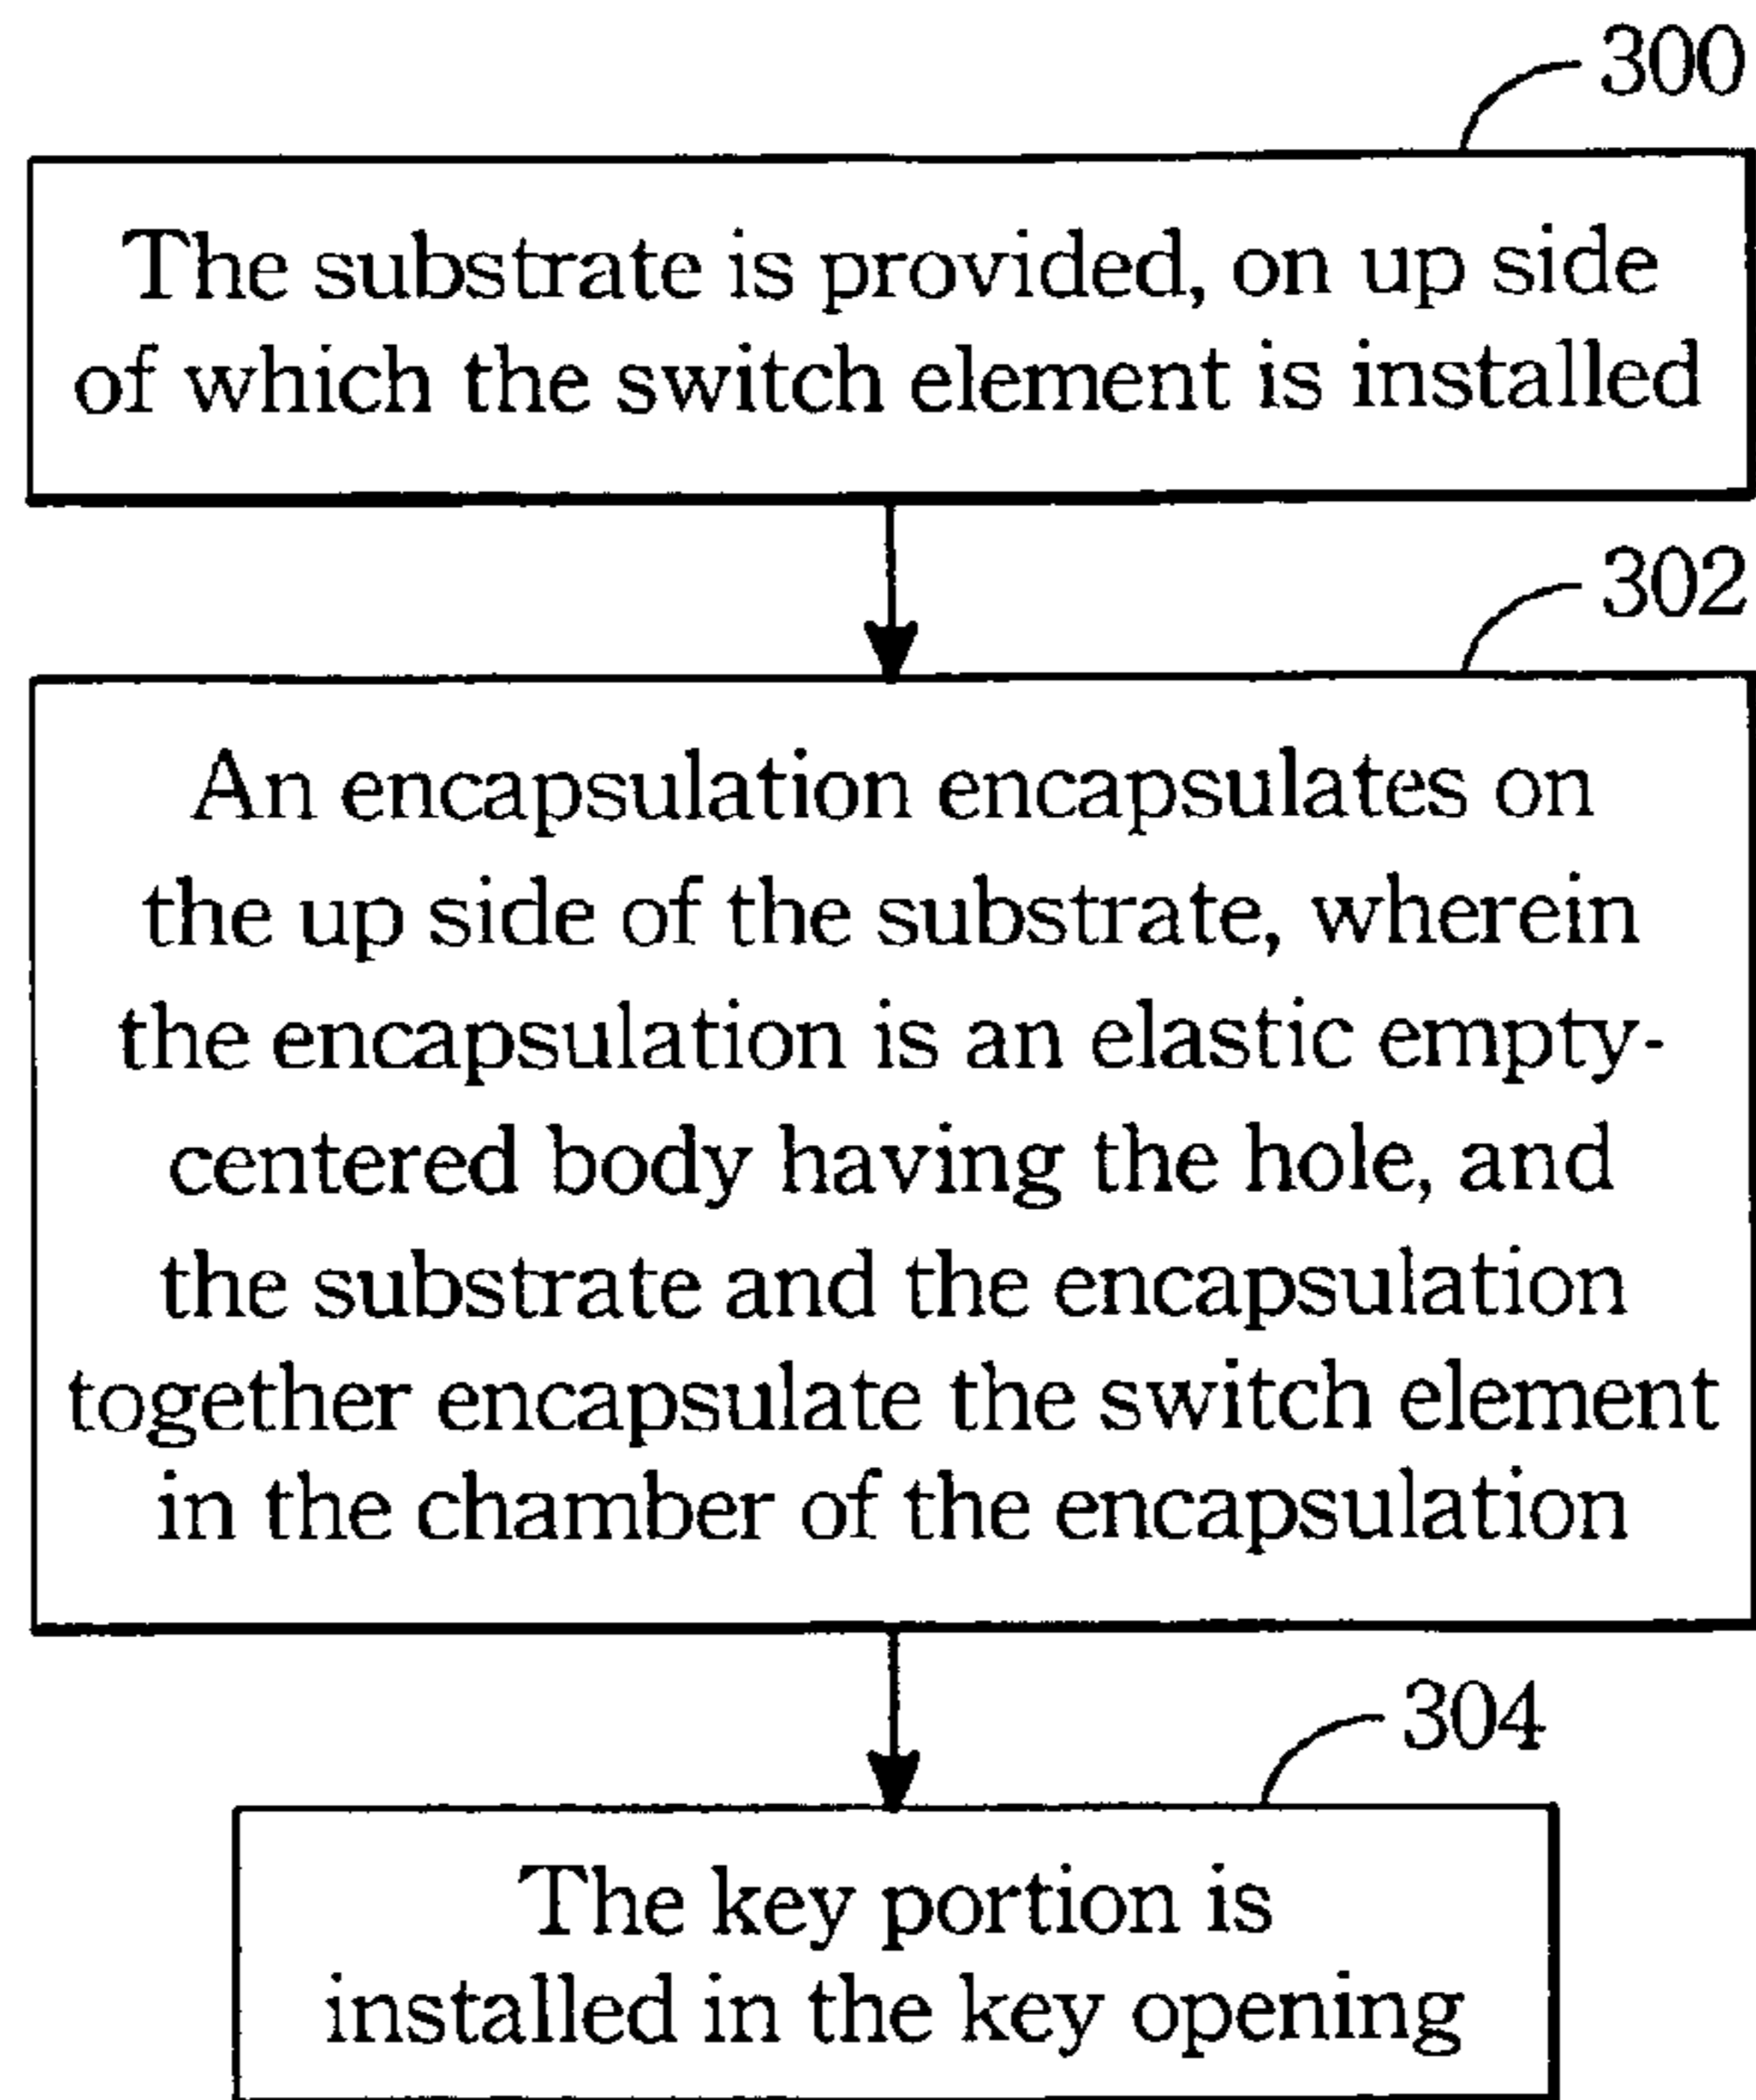 300
The substrate is provided, on up side
of which the switch element is installed
302
An encapsulation encapsulates on
the up side of the substrate, wherein
the encapsulation is an elastic empty-
centered body having the hole, and
the substrate and the encapsulation
together encapsulate the switch element
in the chamber of the encapsulation
304
The key portion is
installed in the key opening